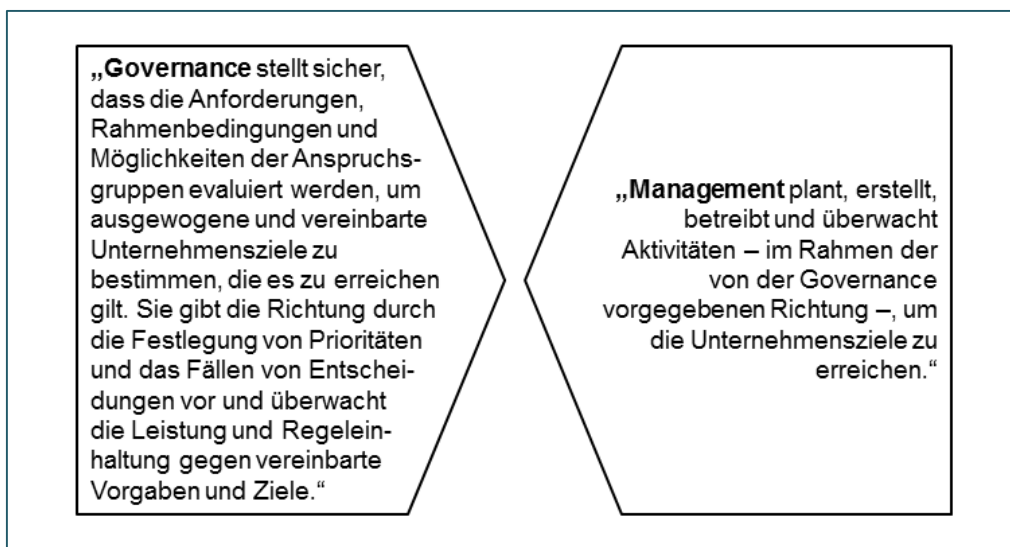 „Governance stellt sicher,
dass die Anforderungen,
Rahmenbedingungen und
Möglichkeiten der Anspruchs-
gruppen evaluiert werden, um
ausgewogene und vereinbarte
Unternehmensziele zu
bestimmen, die es zu erreichen
gilt. Sie gibt die Richtung durch
die Festlegung von Prioritäten
und das Fällen von Entschei-
dungen vor und überwacht
die Leistung und Regelein-
haltung gegen vereinbarte
Vorgaben und Ziele.“
„Management plant, erstellt,
betreibt und überwacht
Aktivitäten – im Rahmen der
von der Governance
vorgegebenen Richtung –, um
die Unternehmensziele zu
erreichen.“